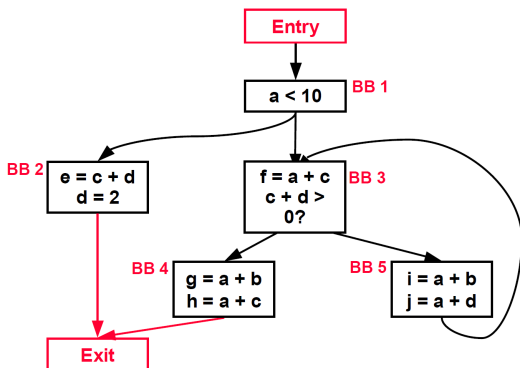 Entry
BB 1
a < 10
BB 2
e = c + d
d = 2
f = a + c
c + d >
0?
BB 3
BB 4
g = a + b
h = a + c
BB 5
i = a + b
j = a + d
Exit